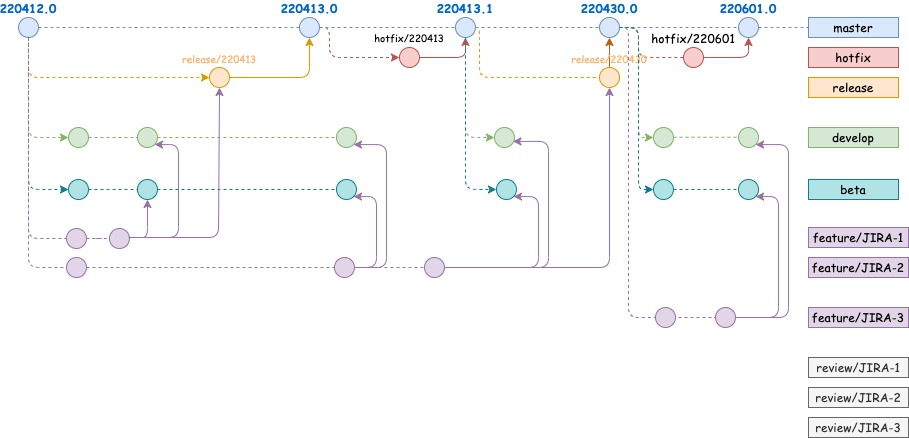 220412.0
220413.0
220413.1
220430.0
220601.0
master
hotfix/220413
hotfix/220601
hotfix
release/220413
release/220430
release
develop
beta
feature/JIRA-1
feature/JIRA-2
feature/JIRA-3
review/JIRA-1
review/JIRA-2
review/JIRA-3